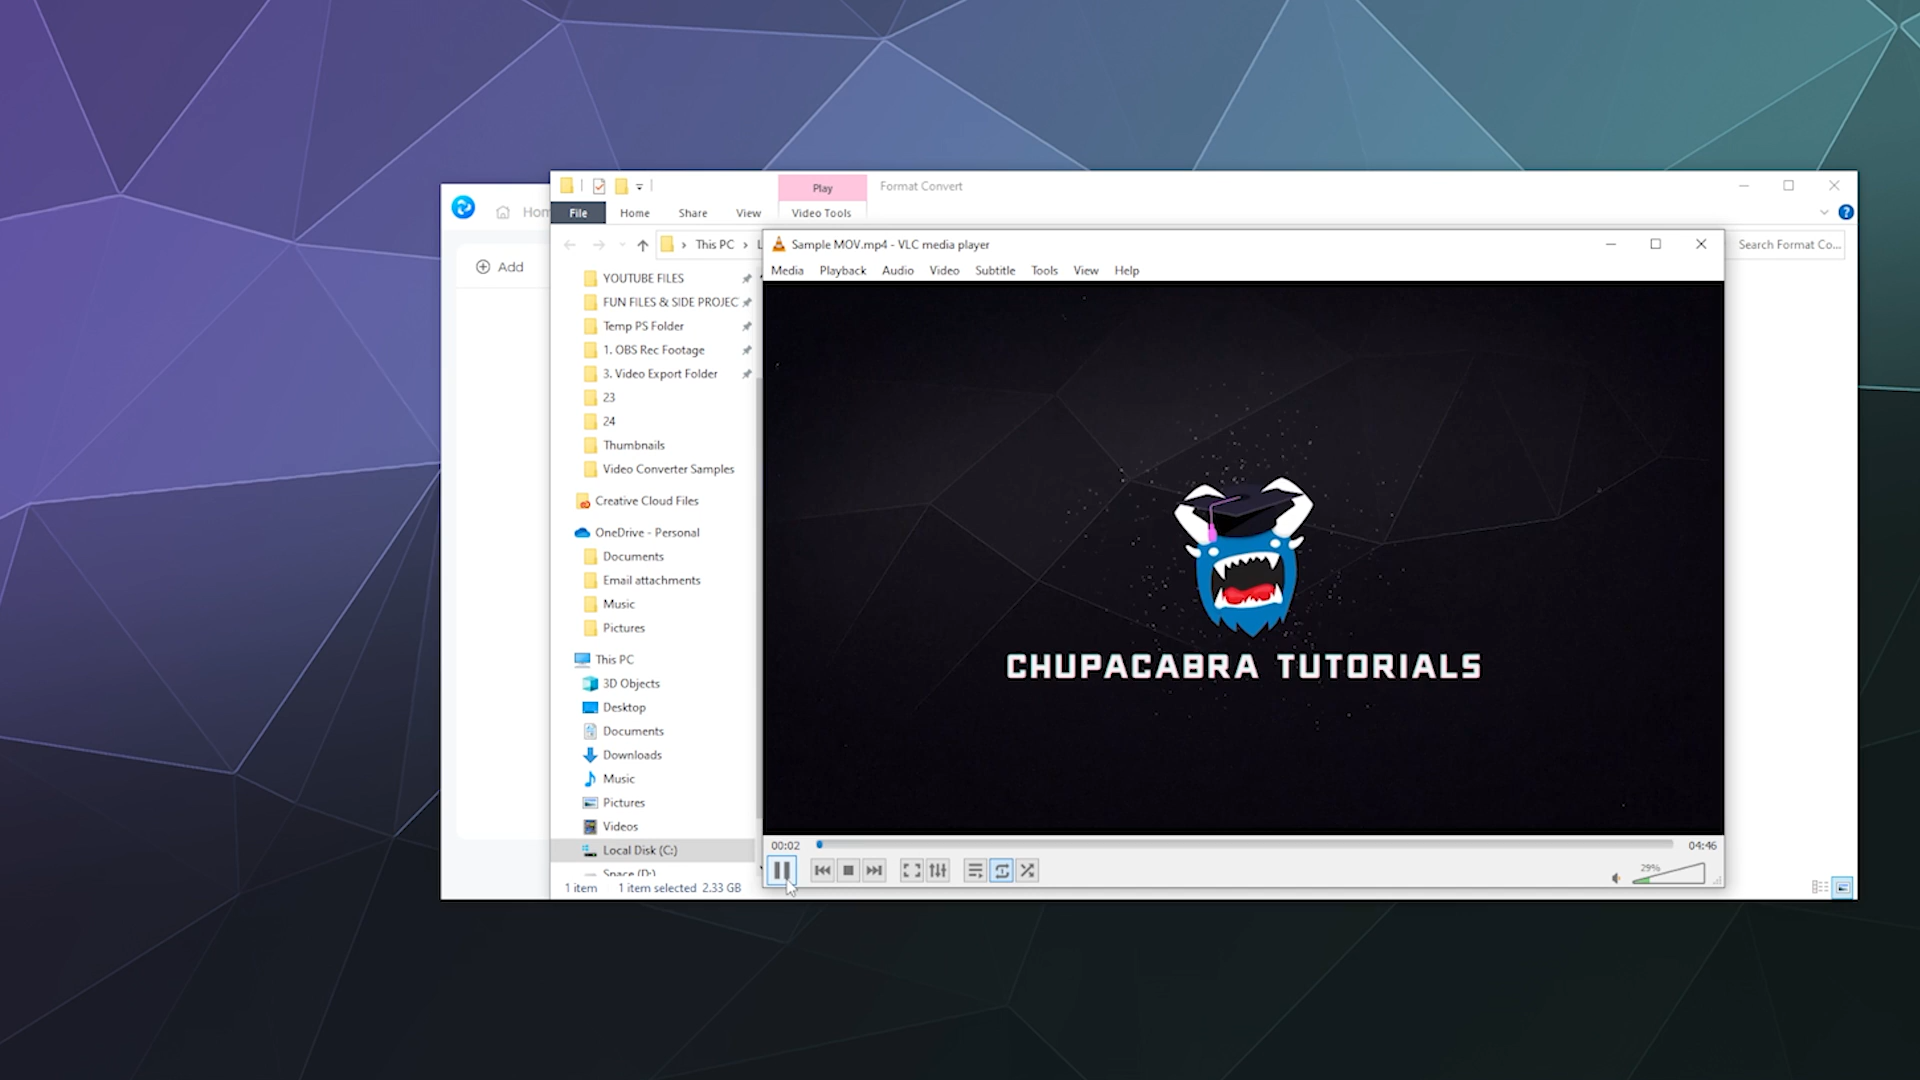 Play
Format Convert
File
Home
Share
View
Video Tools
This PC
Search Format Co...
Add
YOUTUBE FILES
FUN FILES & SIDE PROJEC
Temp PS Folder
1. OBS Rec Footage
3. Video Export Folder
23
24
Thumbnails
Video Converter Samples
Creative Cloud Files
OneDrive - Personal
Documents
Email attachments
Music
Pictures
This PC
3D Objects
Desktop
Documents
Downloads
Music
Pictures
Videos
Local Disk (C:)
1 item 1 item selected 2.33 GB
Sample MOV.mp4 - VLC media player
Media Playback Audio Video Subtitle Tools View Help
CHUPACABRA TUTORIALS
00:02 04:46
29%